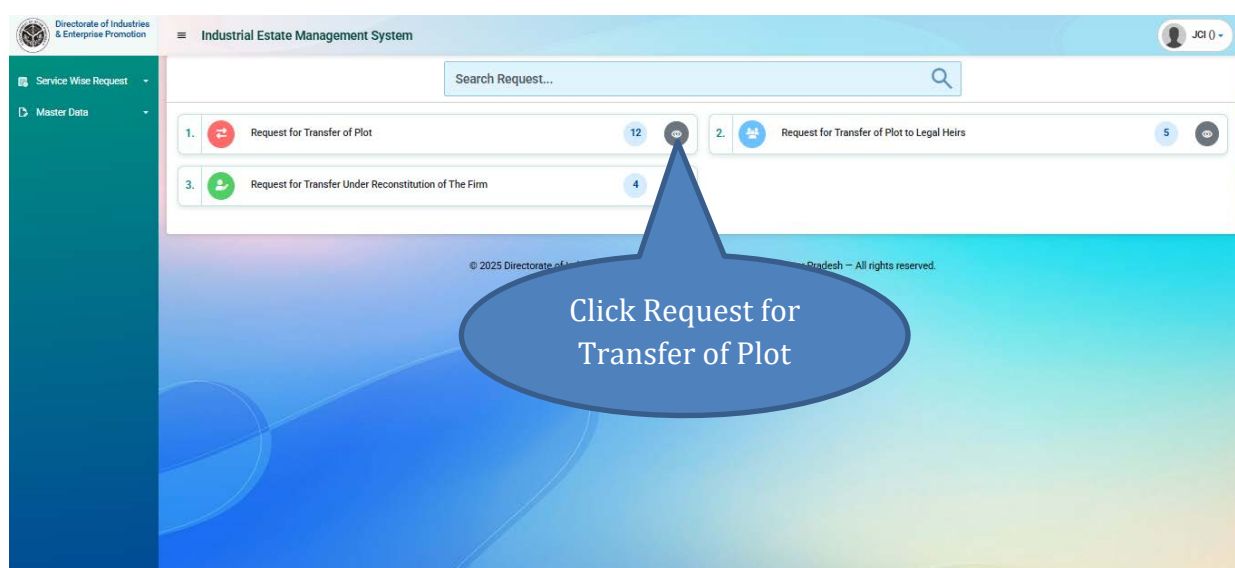 Directorate of Industries
& Enterprise Promotion
Industrial Estate Management System
JCI ()
Service Wise Request
Master Data
Search Request...
1. Request for Transfer of Plot 12
2. Request for Transfer of Plot to Legal Heirs 5
3. Request for Transfer Under Reconstitution of The Firm 4
© 2025 Directorate of Pradesh — All rights reserved.
Click Request for
Transfer of Plot